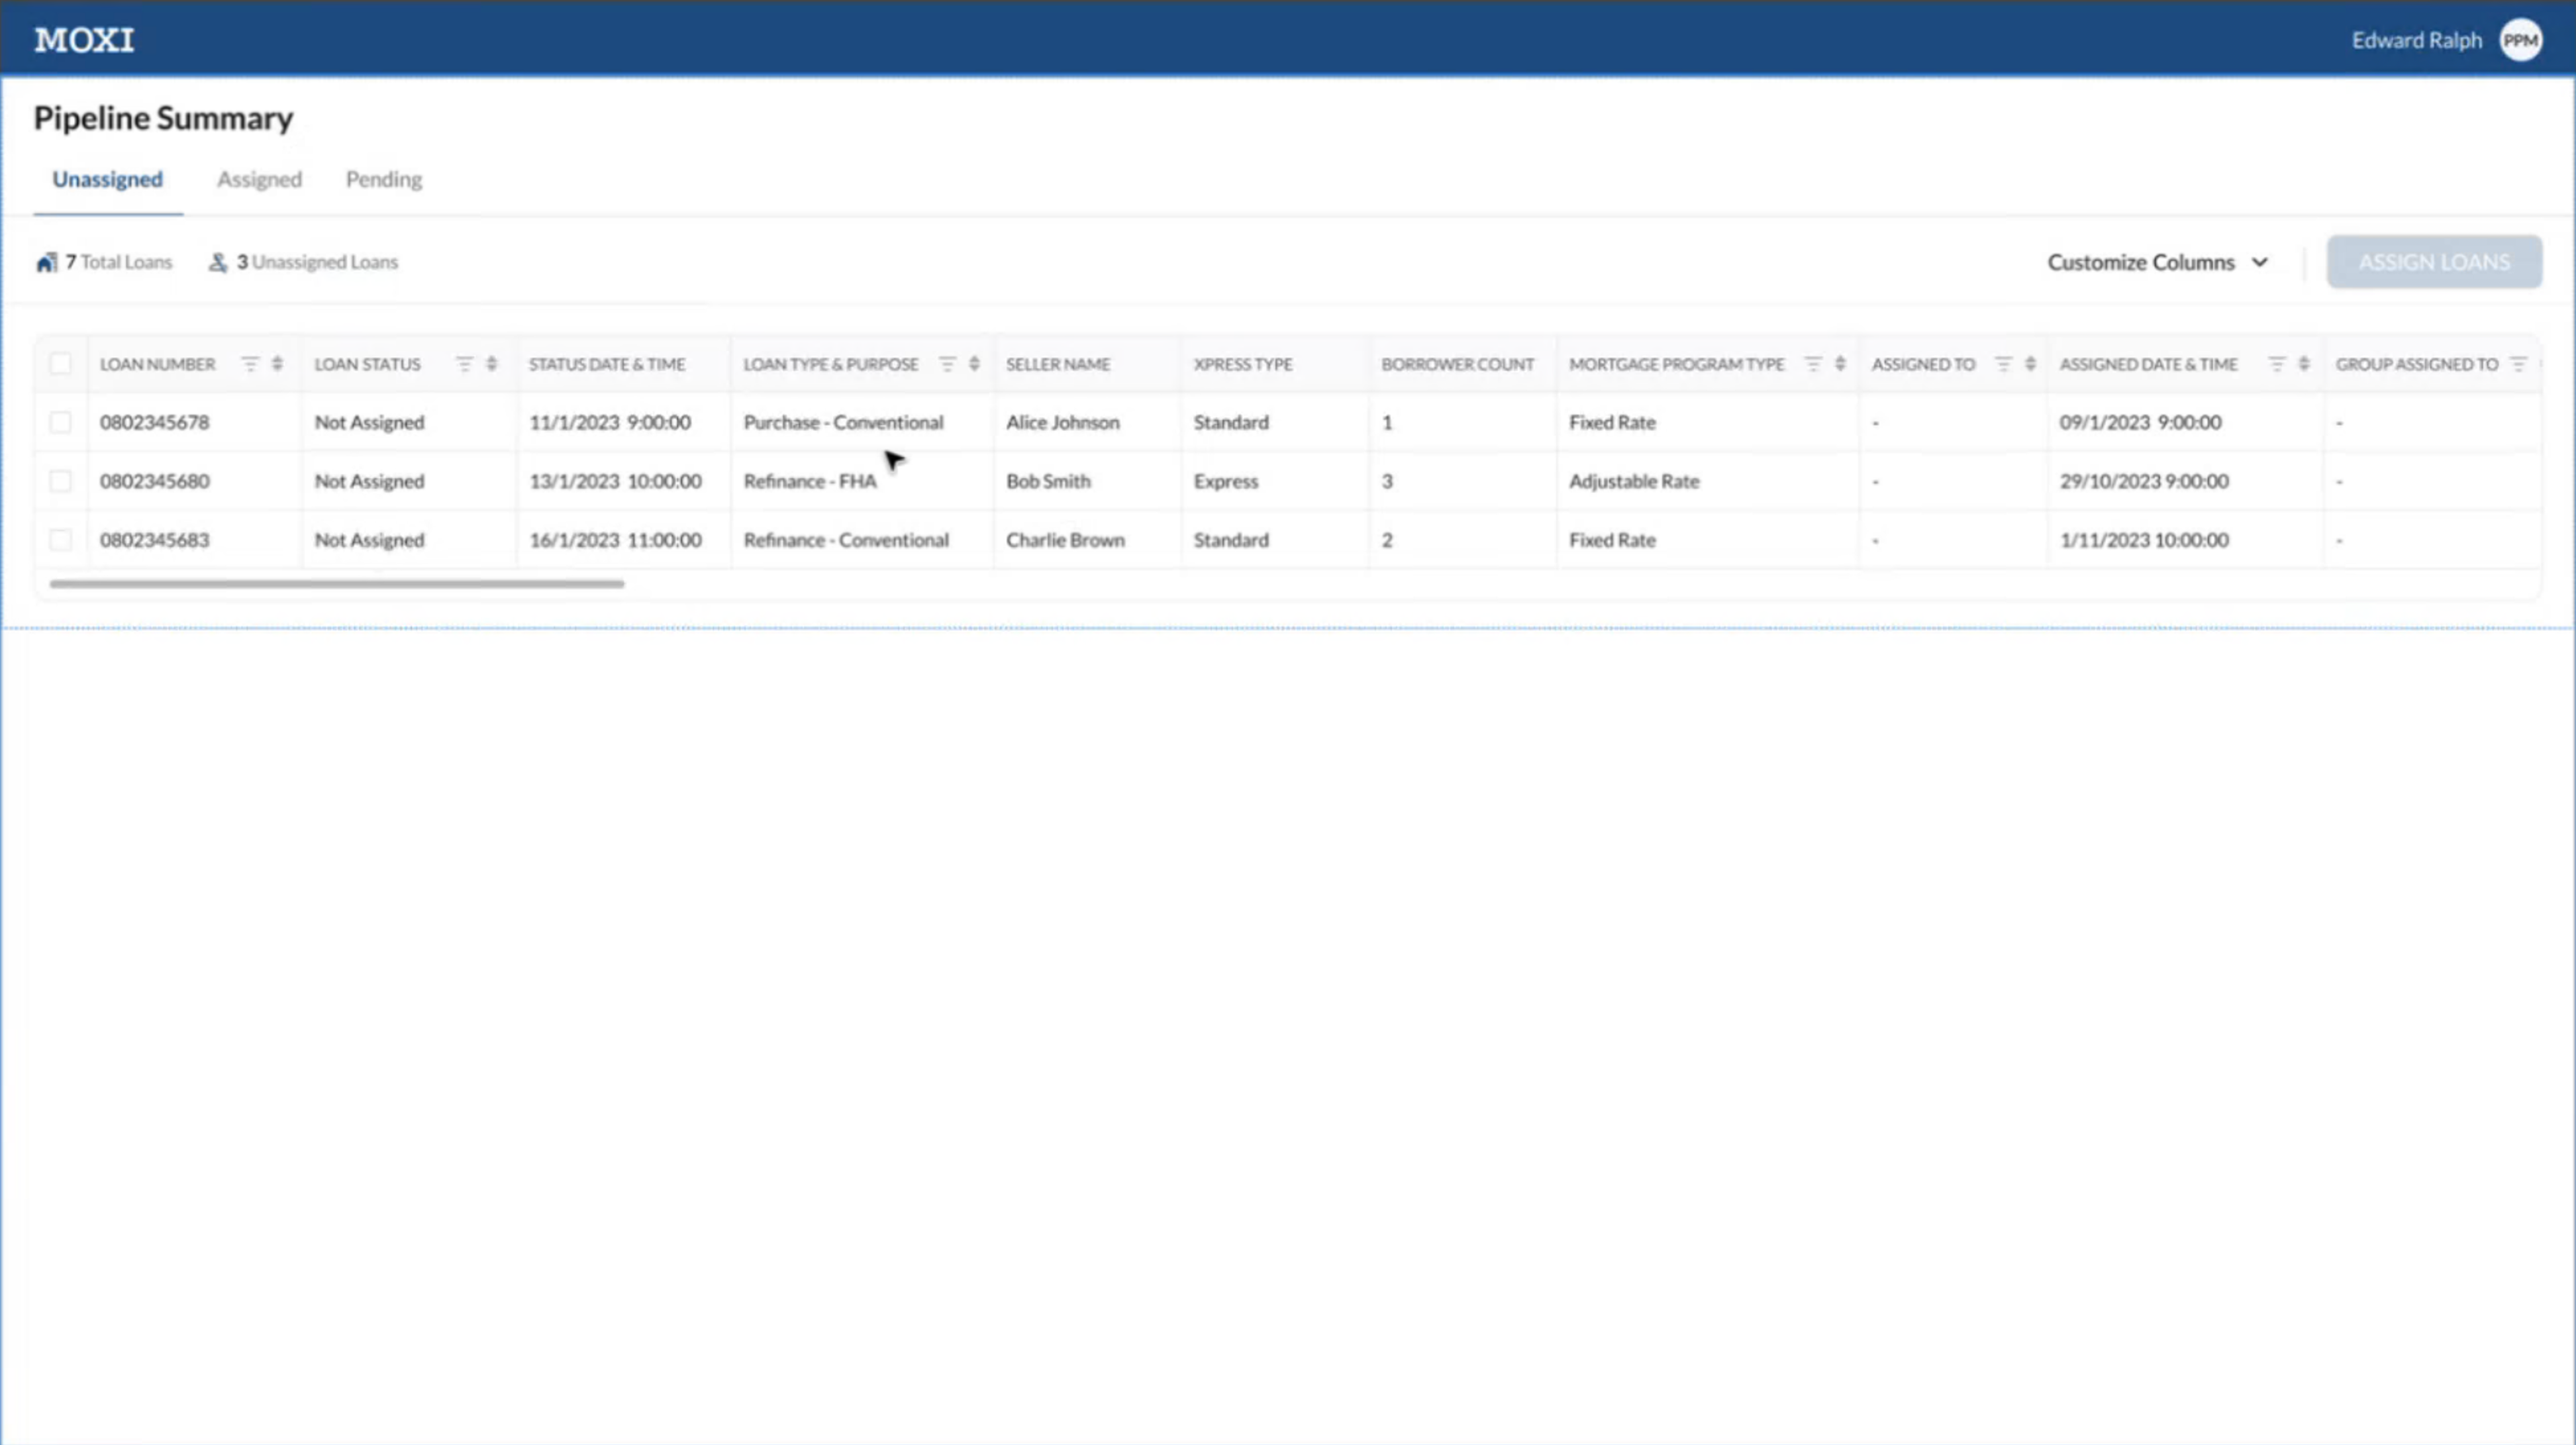 MOXI
Edward Ralph PPM
Pipeline Summary
Unassigned Assigned Pending
7 Total Loans 3 Unassigned Loans Customize Columns ASSIGN LOANS
LOAN NUMBER LOAN STATUS STATUS DATE & TIME LOAN TYPE & PURPOSE SELLER NAME XPRESS TYPE BORROWER COUNT MORTGAGE PROGRAM TYPE ASSIGNED TO ASSIGNED DATE & TIME GROUP ASSIGNED TO
0802345678 Not Assigned 11/1/2023 9:00:00 Purchase - Conventional Alice Johnson Standard 1 Fixed Rate - 09/1/2023 9:00:00 -
0802345680 Not Assigned 13/1/2023 10:00:00 Refinance - FHA Bob Smith Express 3 Adjustable Rate - 29/10/2023 9:00:00 -
0802345683 Not Assigned 16/1/2023 11:00:00 Refinance - Conventional Charlie Brown Standard 2 Fixed Rate - 1/11/2023 10:00:00 -